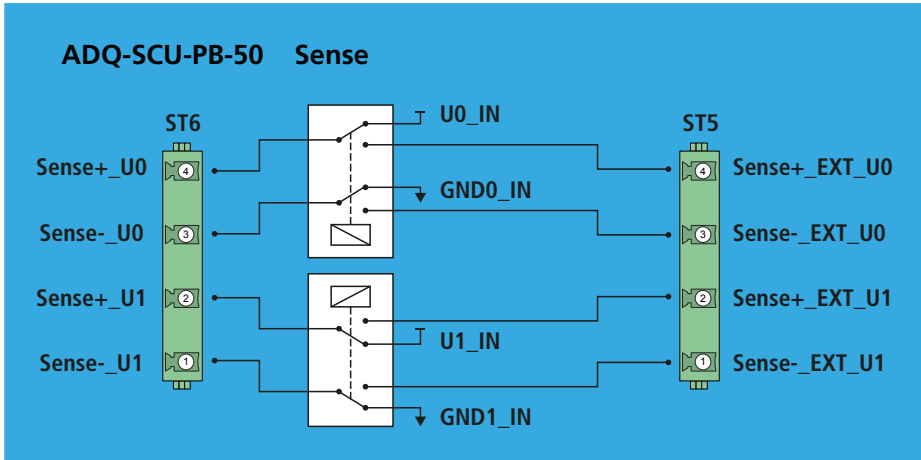 ADQ-SCU-PB-50 Sense
ST6
ST5
U0_IN
Sense+_U0
4
4
Sense+_EXT_U0
GND0_IN
Sense-_U0
3
3
Sense-_EXT_U0
Sense+_U1
2
2
Sense+_EXT_U1
U1_IN
Sense-_U1
1
1
Sense-_EXT_U1
GND1_IN